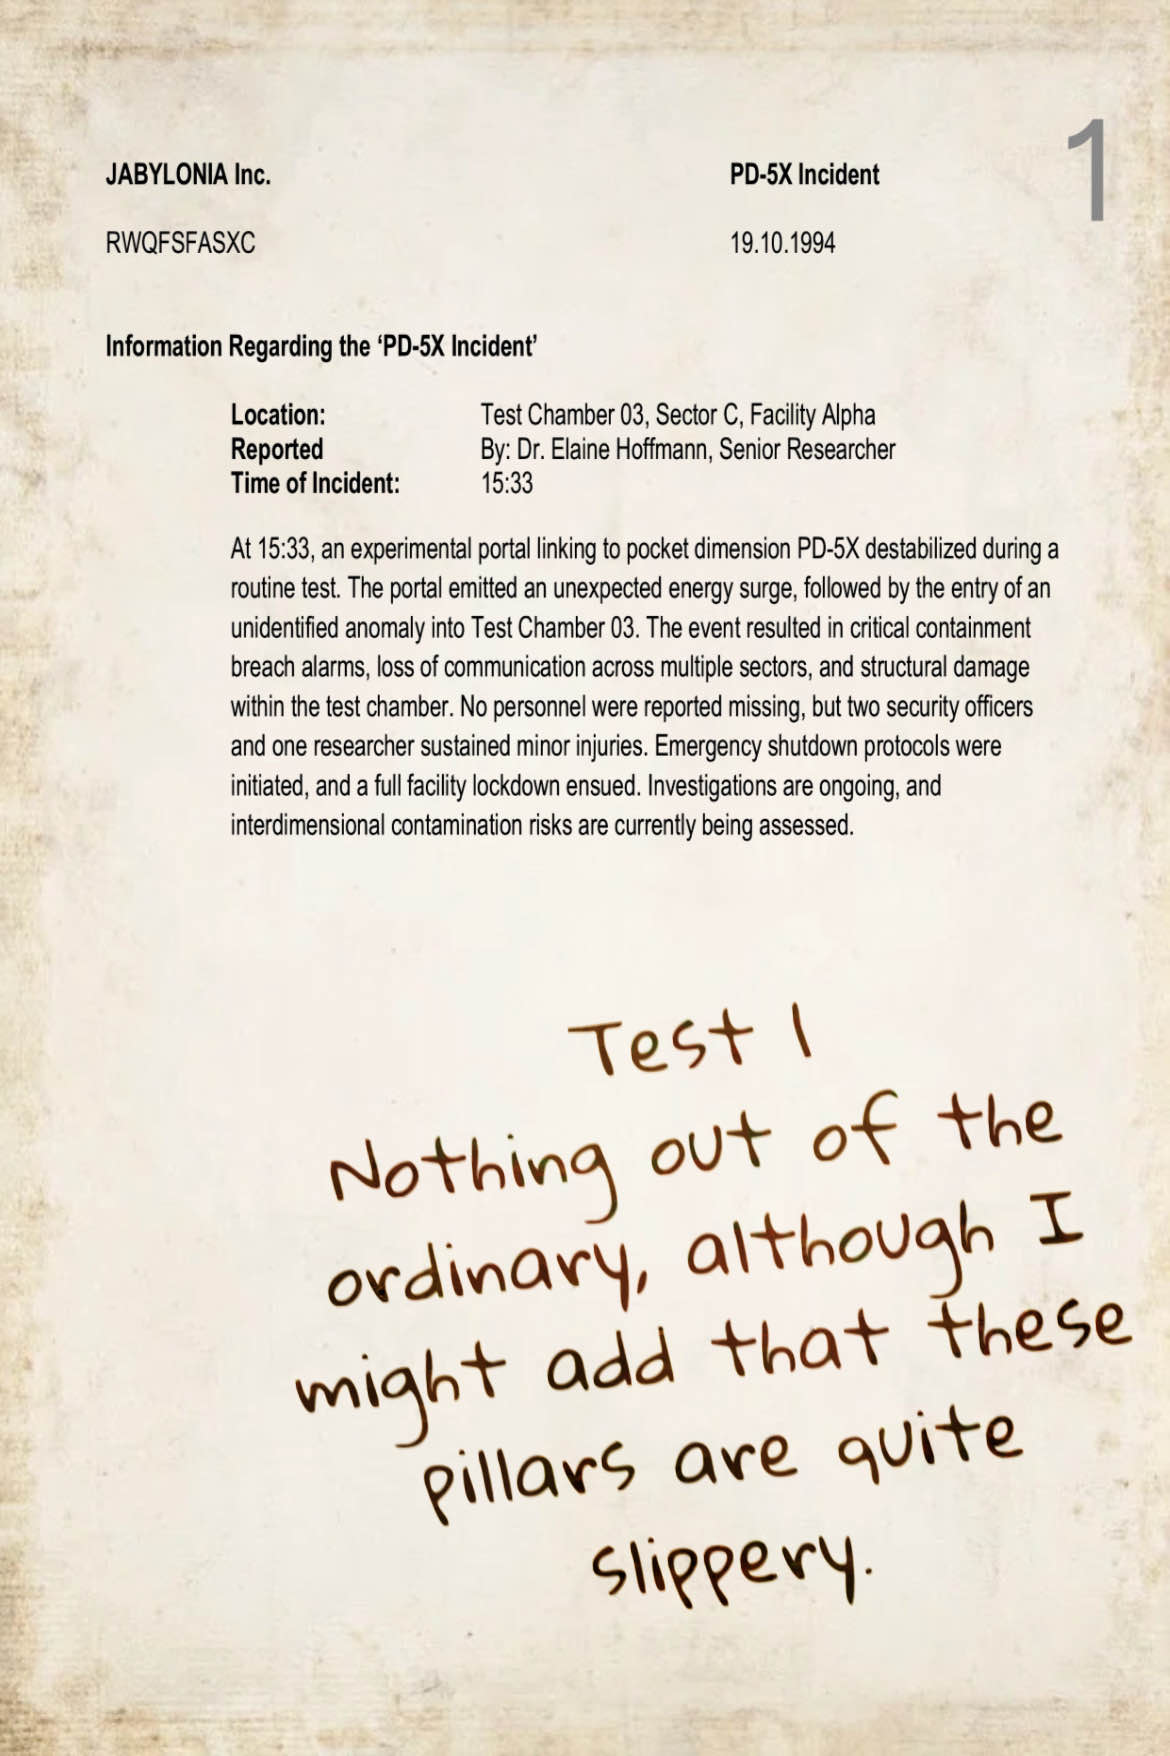 1
JABYLONIA Inc. PD-5X Incident
RWQFSFASXC 19.10.1994
Information Regarding the ‘PD-5X Incident’
Location: Test Chamber 03, Sector C, Facility Alpha
Reported By: Dr. Elaine Hoffmann, Senior Researcher
Time of Incident: 15:33
At 15:33, an experimental portal linking to pocket dimension PD-5X destabilized during a
routine test. The portal emitted an unexpected energy surge, followed by the entry of an
unidentified anomaly into Test Chamber 03. The event resulted in critical containment
breach alarms, loss of communication across multiple sectors, and structural damage
within the test chamber. No personnel were reported missing, but two security officers
and one researcher sustained minor injuries. Emergency shutdown protocols were
initiated, and a full facility lockdown ensued. Investigations are ongoing, and
interdimensional contamination risks are currently being assessed.
Test 1
Nothing out of the
ordinary, although I
might add that these
pillars are quite
slippery.